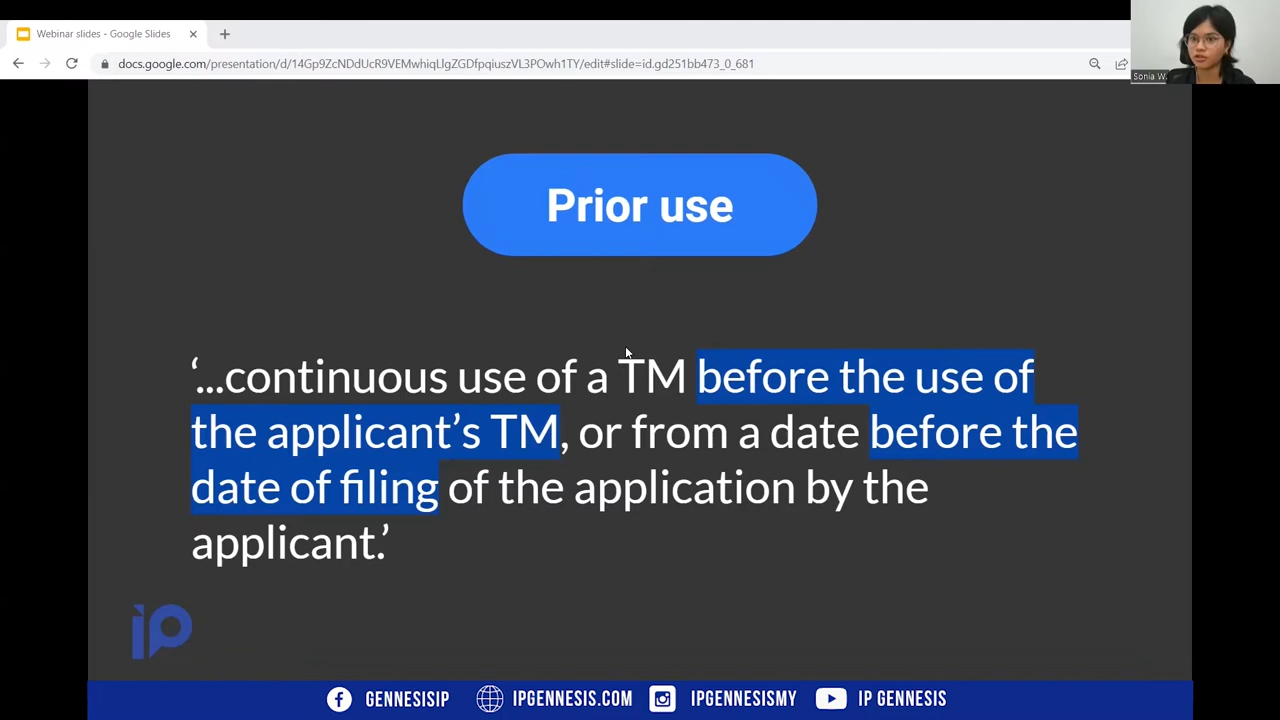 Webinar slides - Google Slides
docs.google.com/presentation/d/14Gp9ZcNDdUcR9VEMwhiqLlgZGDfpqxzcVL3POwh1TY/edit#slide=id.gd251bb473_0_681
Sonia W.
Prior use
‘...continuous use of a TM before the use of
the applicant’s TM, or from a date before the
date of filing of the application by the
applicant.’
ip
GENNESISIP
IPGENNESIS.COM
IPGENNESISMY
IP GENNESIS